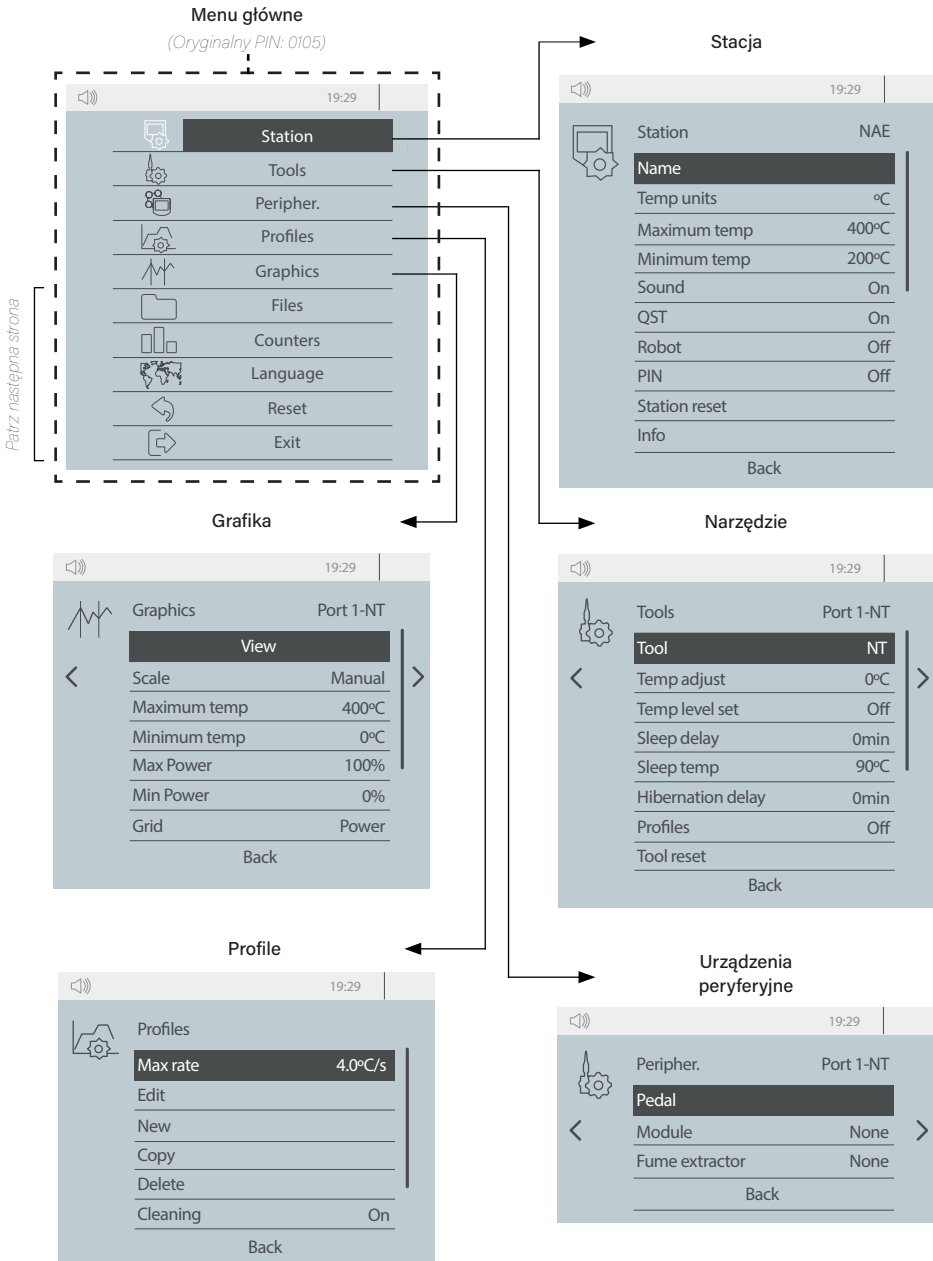 Menu główne
(Oryginalny PIN: 0105)
19:29
Station
Tools
Peripher.
Profiles
Graphics
Files
Counters
Language
Reset
Exit
Patrz następna strona
Stacja
19:29
Station NAE
Name
Temp units ºC
Maximum temp 400ºC
Minimum temp 200ºC
Sound On
QST On
Robot Off
PIN Off
Station reset
Info
Back
Grafika
19:29
Graphics Port 1-NT
View
Scale Manual
Maximum temp 400ºC
Minimum temp 0ºC
Max Power 100%
Min Power 0%
Grid Power
Back
Narzędzie
19:29
Tools Port 1-NT
Tool NT
Temp adjust 0ºC
Temp level set Off
Sleep delay 0min
Sleep temp 90ºC
Hibernation delay 0min
Profiles Off
Tool reset
Back
Profile
19:29
Profiles
Max rate 4.0ºC/s
Edit
New
Copy
Delete
Cleaning On
Back
Urządzenia
peryferyjne
19:29
Peripher. Port 1-NT
Pedal
Module None
Fume extractor None
Back